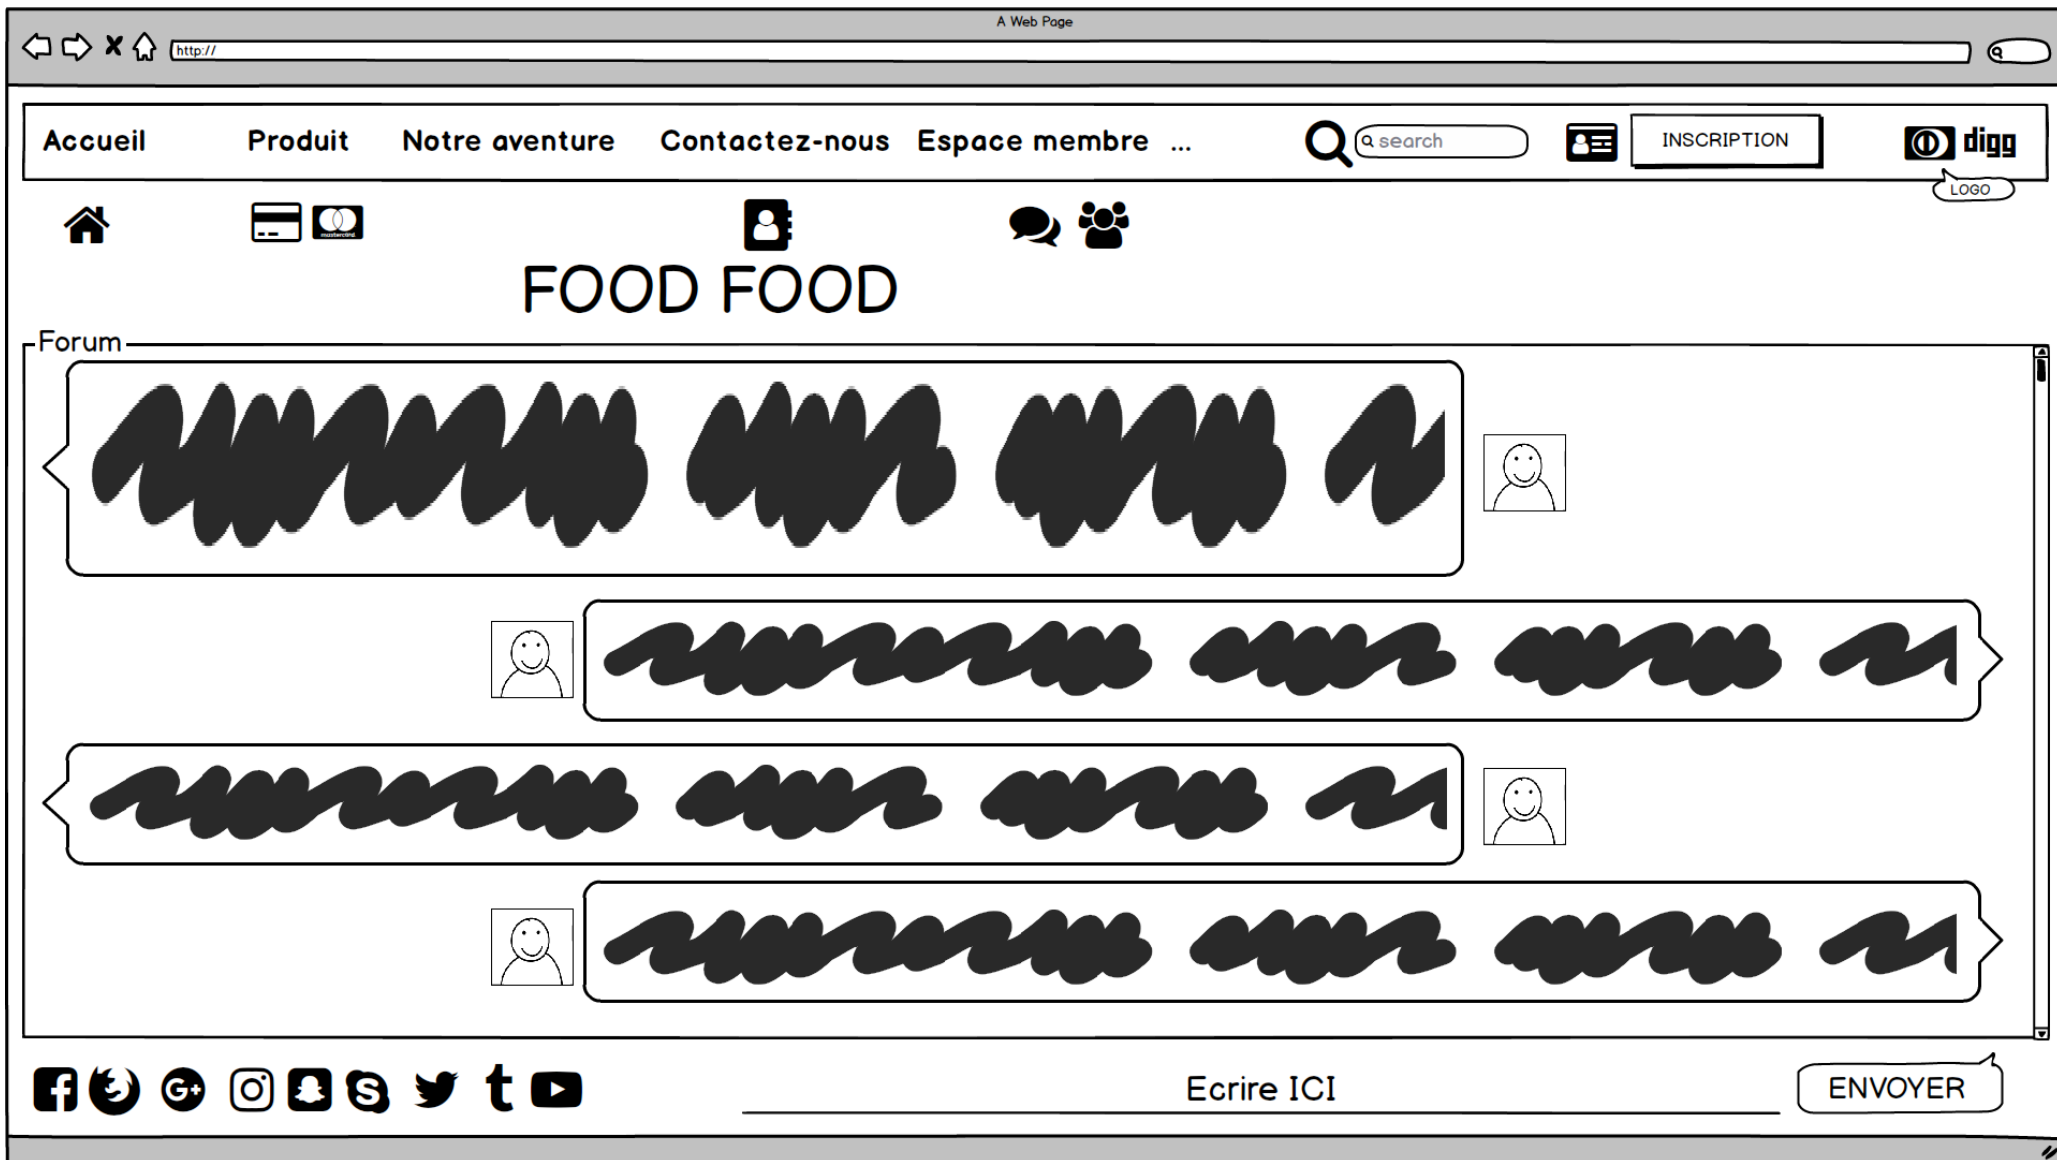 A Web Page
http://
Accueil Produit Notre aventure Contactez-nous Espace membre ... search INSCRIPTION digg
LOGO
mastercard
FOOD FOOD
Forum
Ecrire ICI ENVOYER